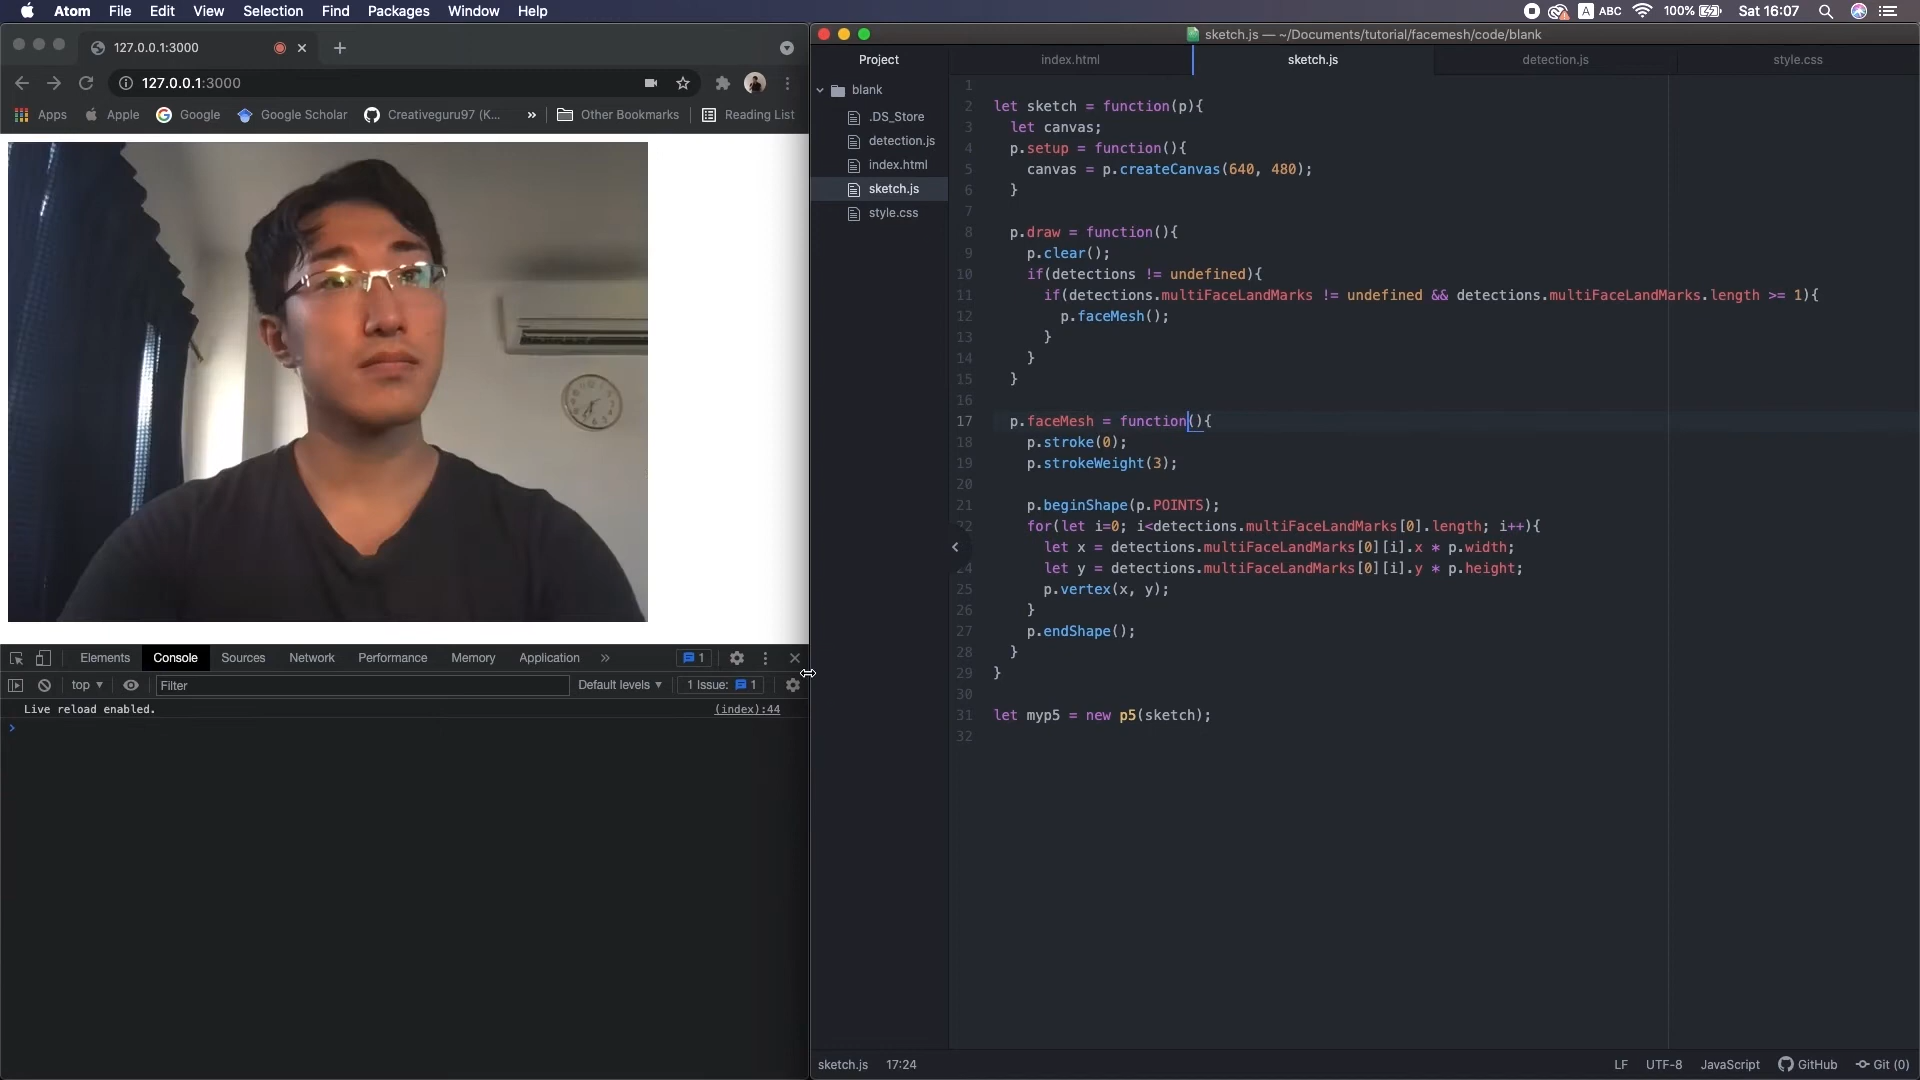 Atom File Edit View Selection Find Packages Window Help
A ABC 100% Sat 16:07
127.0.0.1:3000
127.0.0.1:3000
Apps Apple Google Google Scholar Creativeguru97 (K... » Other Bookmarks Reading List
Elements Console Sources Network Performance Memory Application » 1
top ▾ Filter Default levels ▾ 1 Issue: 1
Live reload enabled. (index):44
>
sketch.js — ~/Documents/tutorial/facemesh/code/blank
Project
index.html sketch.js detection.js style.css
blank
.DS_Store
detection.js
index.html
sketch.js
style.css
1
2 let sketch = function(p){
3 let canvas;
4 p.setup = function(){
5 canvas = p.createCanvas(640, 480);
6 }
7
8 p.draw = function(){
9 p.clear();
10 if(detections != undefined){
11 if(detections.multiFaceLandMarks != undefined && detections.multiFaceLandMarks.length >= 1){
12 p.faceMesh();
13 }
14 }
15 }
16
17 p.faceMesh = function(){
18 p.stroke(0);
19 p.strokeWeight(3);
20
21 p.beginShape(p.POINTS);
22 for(let i=0; i<detections.multiFaceLandMarks[0].length; i++){
let x = detections.multiFaceLandMarks[0][i].x * p.width;
24 let y = detections.multiFaceLandMarks[0][i].y * p.height;
25 p.vertex(x, y);
26 }
27 p.endShape();
28 }
29 }
30
31 let myp5 = new p5(sketch);
32
sketch.js 17:24 LF UTF-8 JavaScript GitHub Git (0)